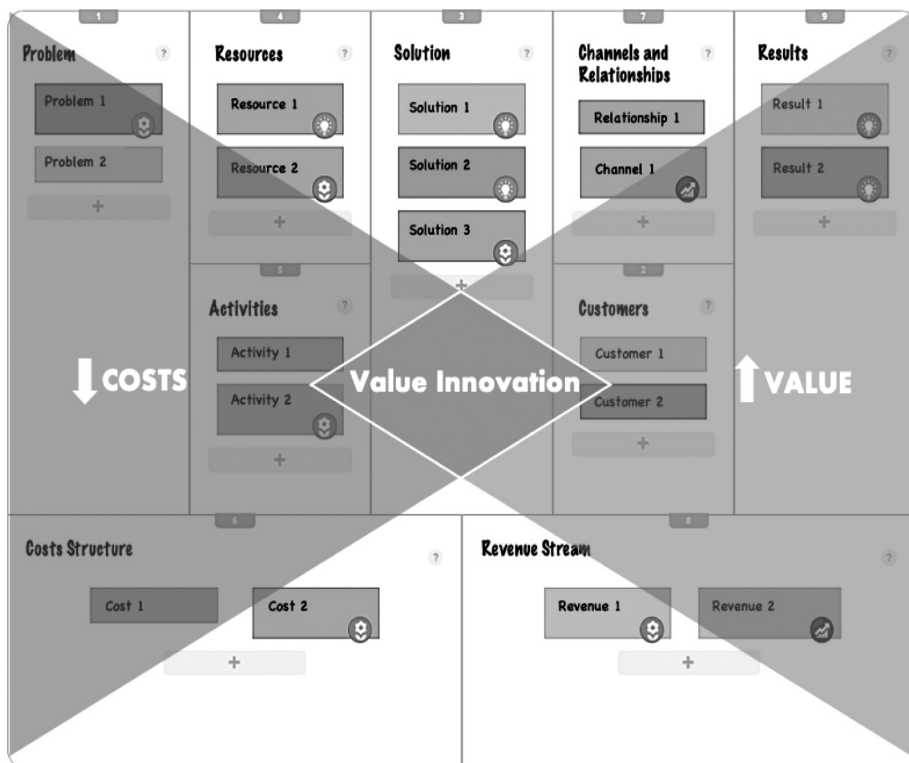 1
Problem
?
Problem 1
Problem 2
+
4
Resources
?
Resource 1
Resource 2
+
3
Solution
?
Solution 1
Solution 2
Solution 3
+
7
Channels and
Relationships
?
Relationship 1
Channel 1
+
9
Results
?
Result 1
Result 2
+
5
Activities
?
Activity 1
Activity 2
+
2
Customers
?
Customer 1
Customer 2
+
COSTS
Value Innovation
VALUE
6
Costs Structure
?
Cost 1
Cost 2
+
8
Revenue Stream
?
Revenue 1
Revenue 2
+